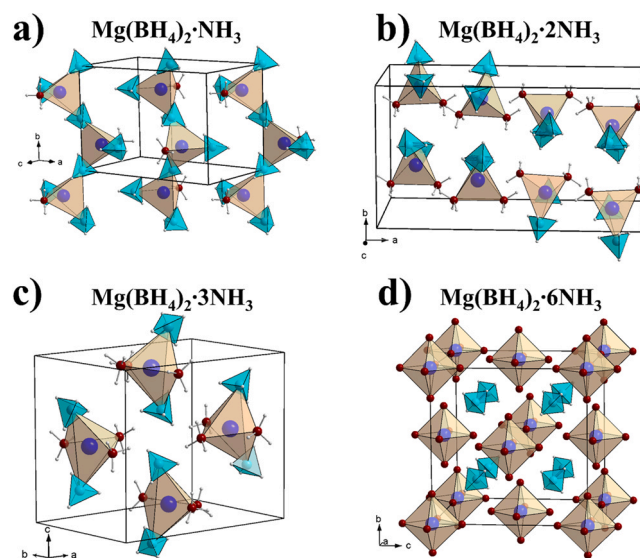 a) Mg(BH₄)₂·NH₃
b
c
a
b) Mg(BH₄)₂·2NH₃
b
a
c
c) Mg(BH₄)₂·3NH₃
c
b
a
d) Mg(BH₄)₂·6NH₃
b
a
c